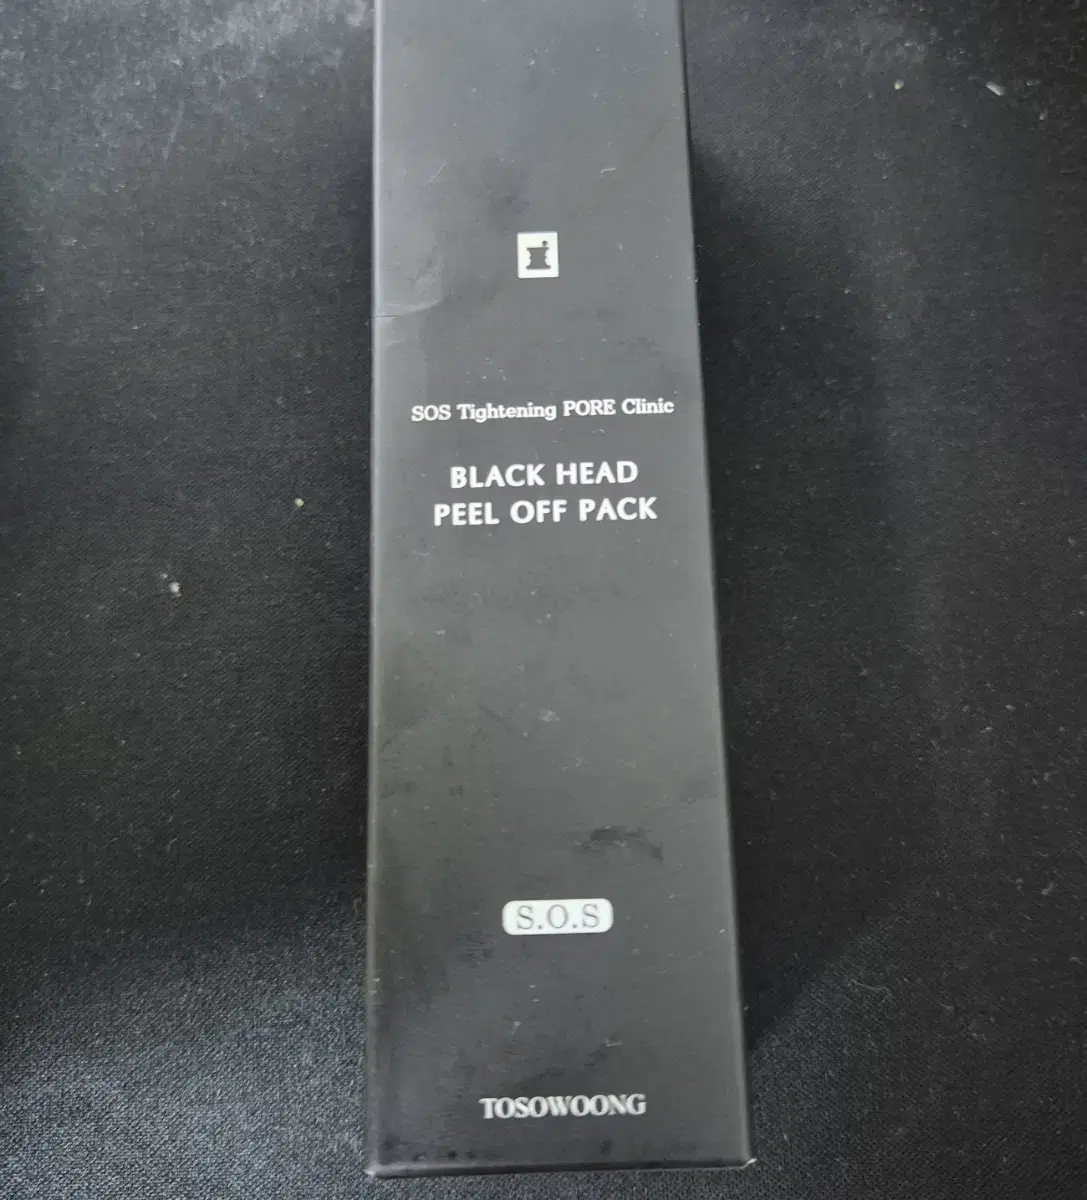 SOS Tightening PORE Clinic
BLACK HEAD
PEEL OFF PACK
S.O.S
TOSOWOONG